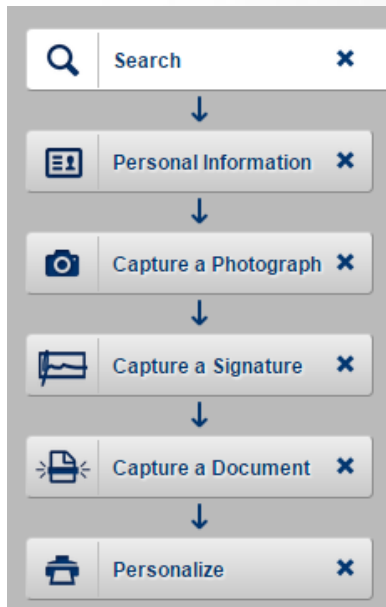 Search
Personal Information
Capture a Photograph
Capture a Signature
Capture a Document
Personalize